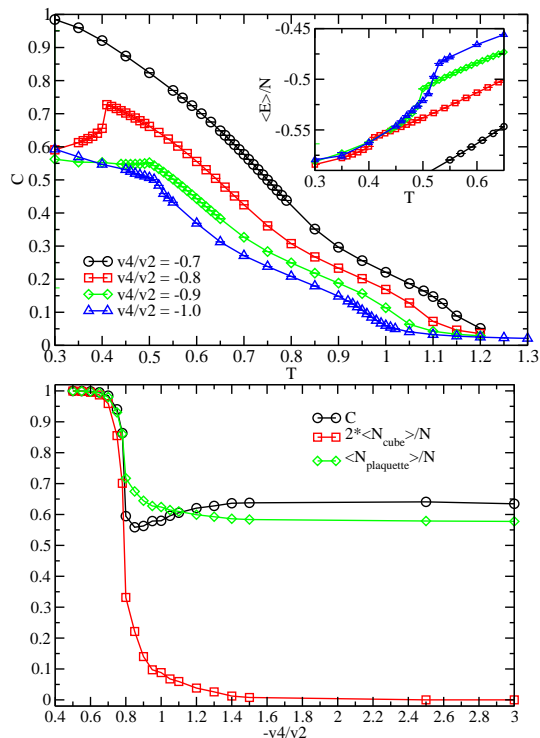 1
0.9
0.8
0.7
0.6
0.5
0.4
0.3
0.2
0.1
0
C
0.3 0.4 0.5 0.6 0.7 0.8 0.9 1 1.1 1.2 1.3
T
v4/v2 = -0.7
v4/v2 = -0.8
v4/v2 = -0.9
v4/v2 = -1.0
-0.45
-0.5
-0.55
<E>/N
0.3 0.4 0.5 0.6
T
1
0.9
0.8
0.7
0.6
0.5
0.4
0.3
0.2
0.1
0
C
2*<N_cube>/N
<N_plaquette>/N
0.4 0.6 0.8 1 1.2 1.4 1.6 1.8 2 2.2 2.4 2.6 2.8 3
-v4/v2